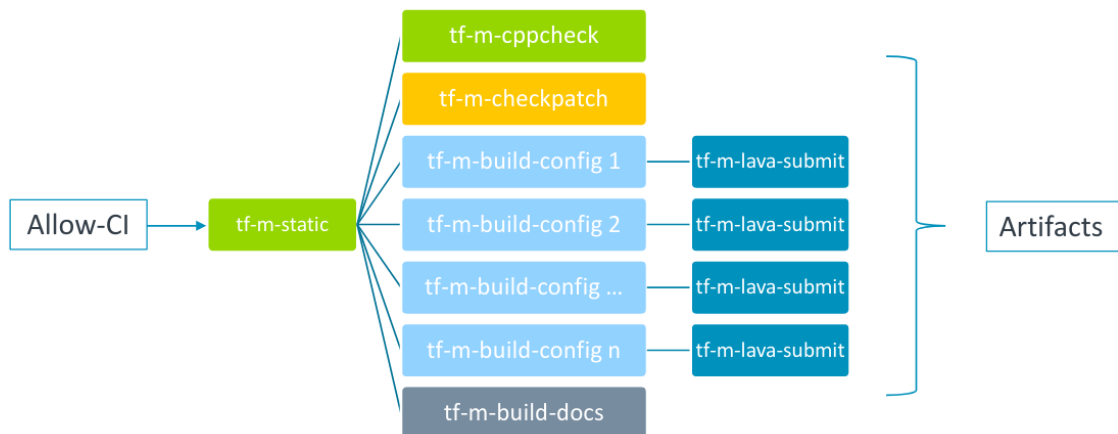 tf-m-cppcheck
tf-m-checkpatch
tf-m-build-config 1
tf-m-lava-submit
Allow-CI
tf-m-static
tf-m-build-config 2
tf-m-lava-submit
Artifacts
tf-m-build-config ...
tf-m-lava-submit
tf-m-build-config n
tf-m-lava-submit
tf-m-build-docs